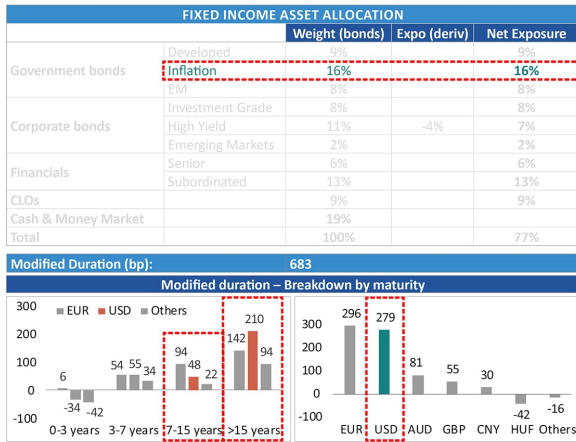 FIXED INCOME ASSET ALLOCATION
Weight (bonds) Expo (deriv) Net Exposure
Government bonds Developed 9% 9%
Inflation 16% 16%
EM 8% 8%
Corporate bonds Investment Grade 8% 8%
High Yield 11% -4% 7%
Emerging Markets 2% 2%
Financials Senior 6% 6%
Subordinated 13% 13%
CLOs 9% 9%
Cash & Money Market 19%
Total 100% 77%
Modified Duration (bp): 683
Modified duration – Breakdown by maturity
300
200
100
0
-100
EUR USD Others
6 -34 -42
54 55 34
94 48 22
142 210 94
0-3 years 3-7 years 7-15 years >15 years
300
200
100
0
-100
296 279 81 55 30 -42 -16
EUR USD AUD GBP CNY HUF Others